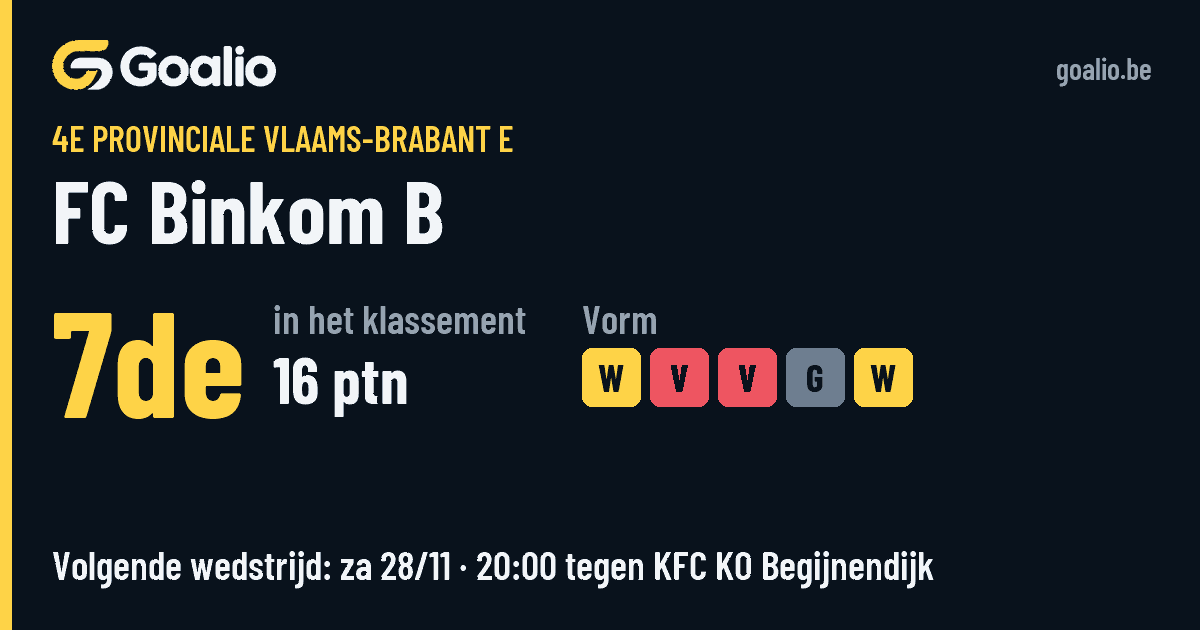 Goalio
goalio.be
4E PROVINCIALE VLAAMS-BRABANT E
FC Binkom B
7de
in het klassement
16 ptn
Vorm
W V V G W
Volgende wedstrijd: za 28/11 · 20:00 tegen KFC KO Begijnendijk